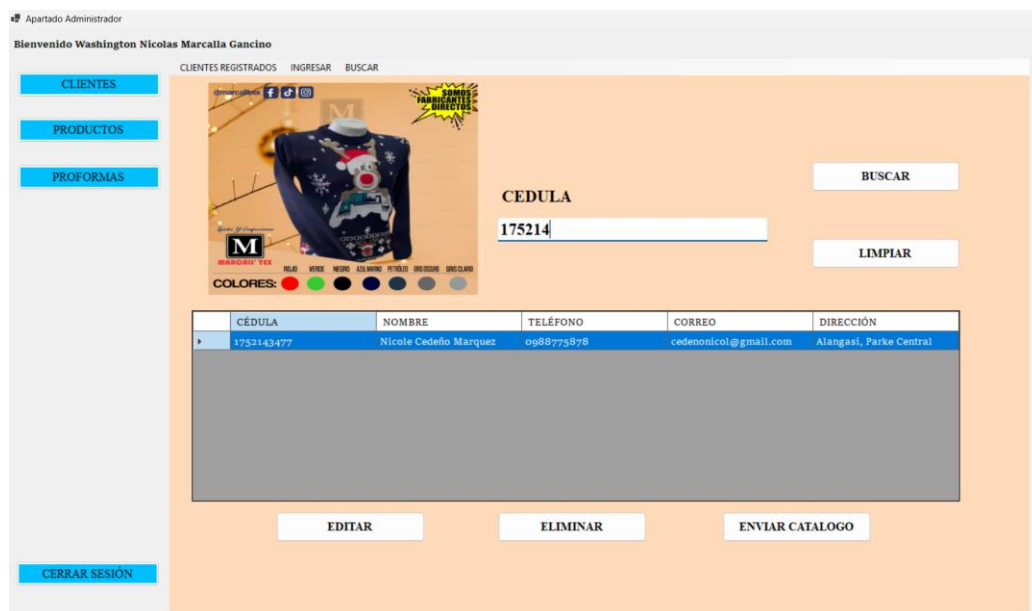 Apartado Administrador
Bienvenido Washington Nicolas Marcalla Gancino
CLIENTES REGISTRADOS INGRESAR BUSCAR
CLIENTES
PRODUCTOS
PROFORMAS
CERRAR SESIÓN
SOMOS
FABRICANTES
DIRECTOS
M
M
MARCGIL' TEX
ROJO VERDE NEGRO AZUL MARINO PETRÓLEO GRIS OSCURO GRIS CLARO
COLORES:
CEDULA
175214
BUSCAR
LIMPIAR
CÉDULA NOMBRE TELÉFONO CORREO DIRECCIÓN
1752143477 Nicole Cedeño Marquez 0988775878 cedenonicol@gmail.com Alangasi, Parke Central
EDITAR ELIMINAR ENVIAR CATALOGO